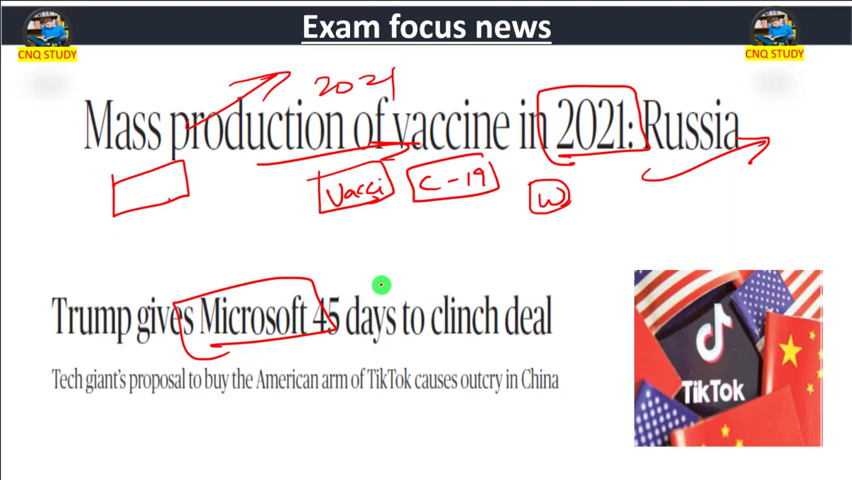 Exam focus news
CNQ STUDY
CNQ STUDY
2021
Mass production of vaccine in 2021: Russia
Vacci C-19 W
Trump gives Microsoft 45 days to clinch deal
Tech giant's proposal to buy the American arm of TikTok causes outcry in China
TikTok